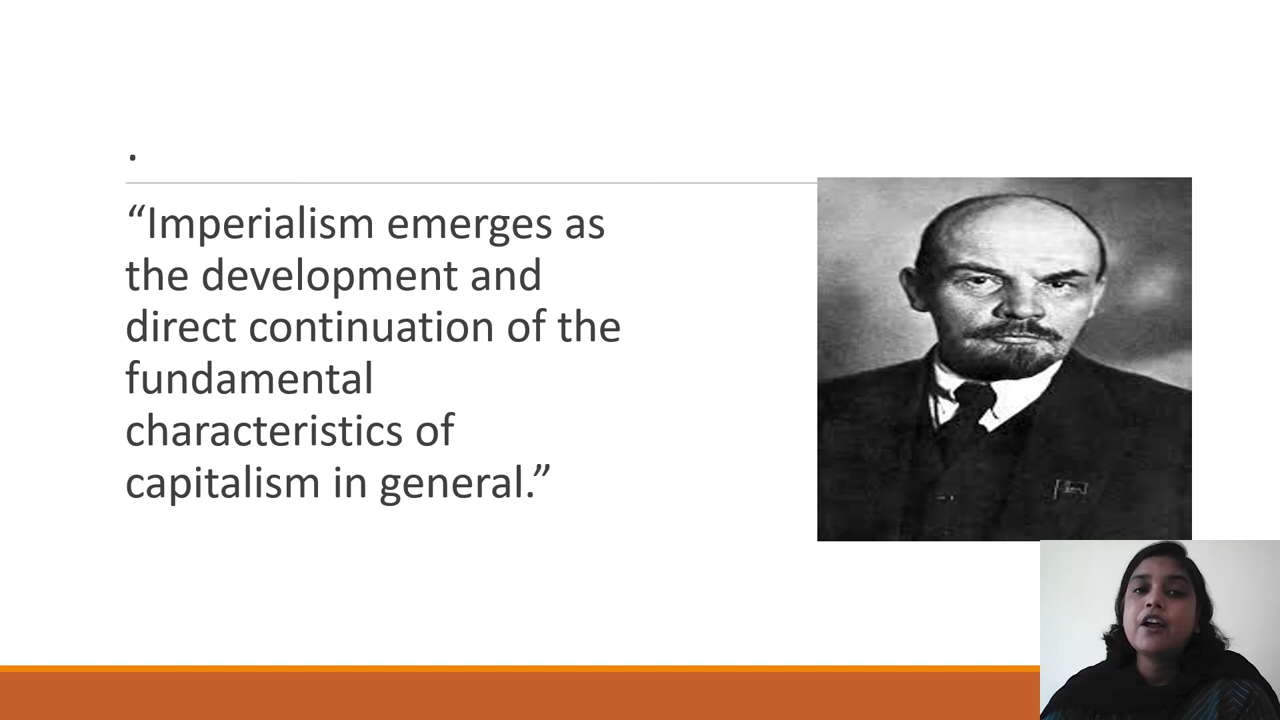 .
“Imperialism emerges as
the development and
direct continuation of the
fundamental
characteristics of
capitalism in general.”